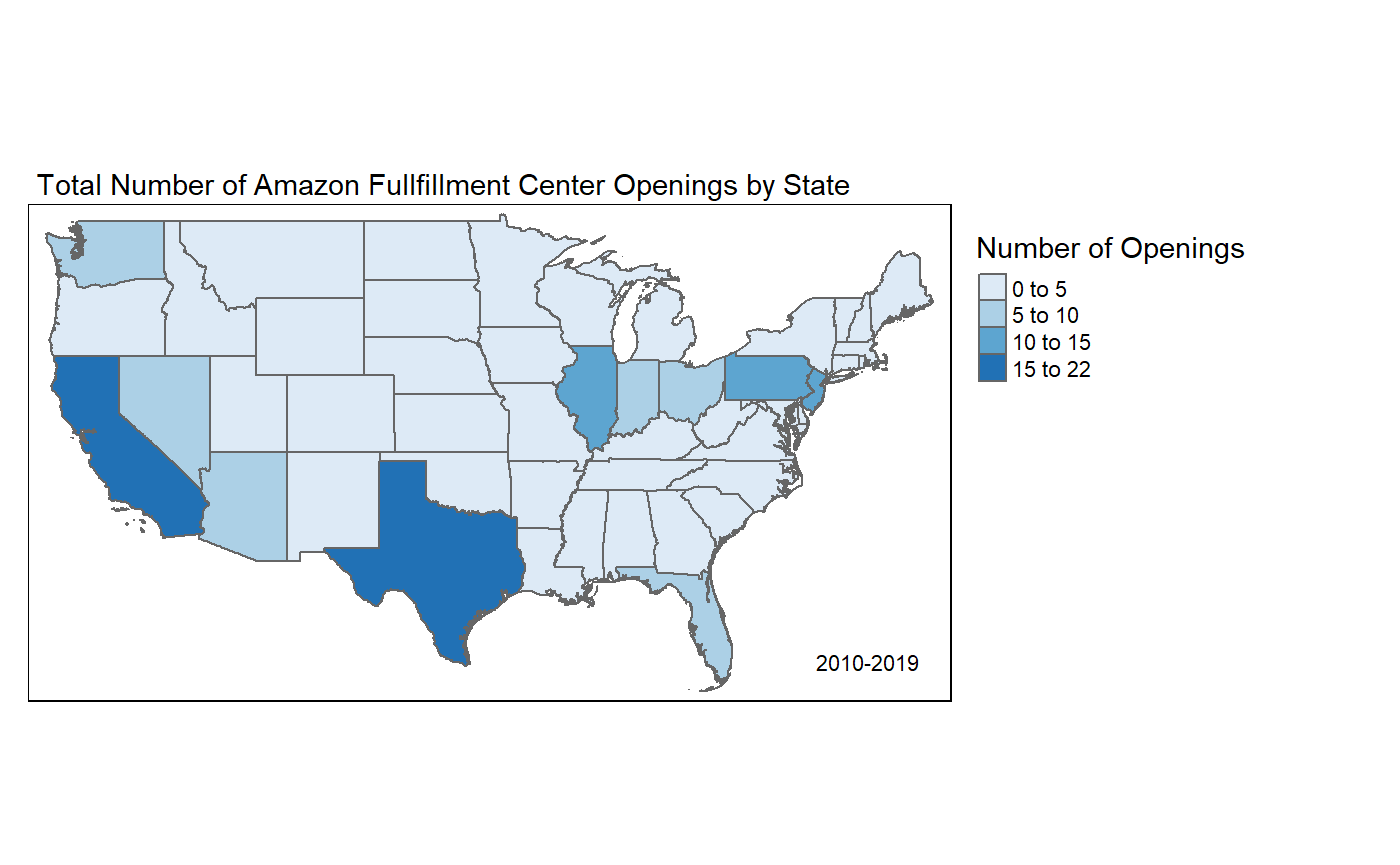 Total Number of Amazon Fullfillment Center Openings by State
Number of Openings
0 to 5
5 to 10
10 to 15
15 to 22
2010-2019